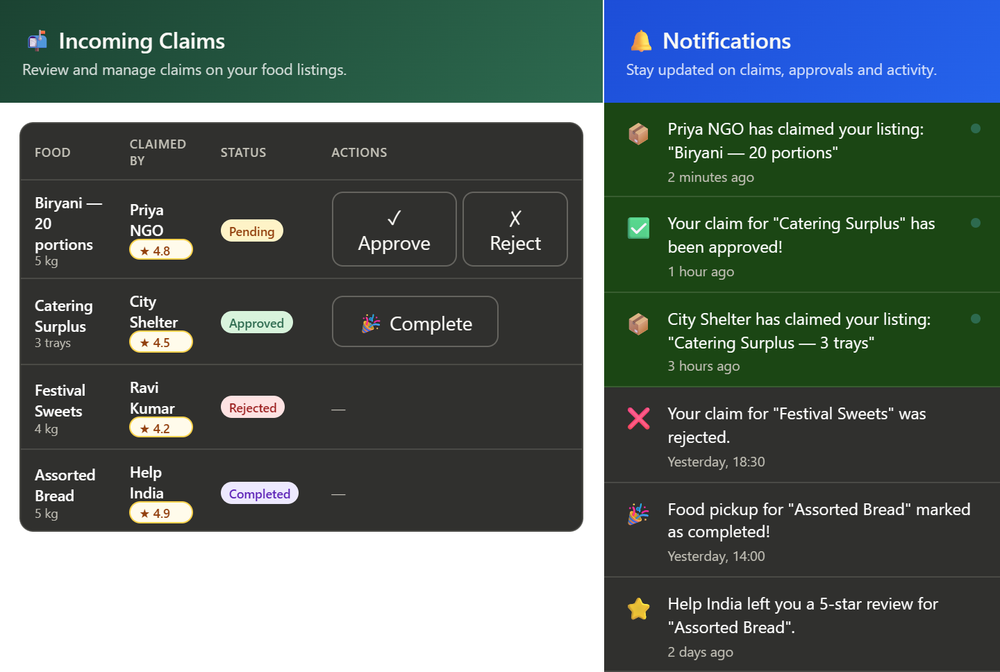 📬 Incoming Claims
Review and manage claims on your food listings.
FOOD
CLAIMED
BY
STATUS
ACTIONS
Biryani —
20
portions
5 kg
Priya
NGO
★ 4.8
Pending
✓
Approve
✗
Reject
Catering
Surplus
3 trays
City
Shelter
★ 4.5
Approved
🎉 Complete
Festival
Sweets
4 kg
Ravi
Kumar
★ 4.2
Rejected
—
Assorted
Bread
5 kg
Help
India
★ 4.9
Completed
—
🔔 Notifications
Stay updated on claims, approvals and activity.
Priya NGO has claimed your listing:
"Biryani — 20 portions"
2 minutes ago
Your claim for "Catering Surplus" has
been approved!
1 hour ago
City Shelter has claimed your listing:
"Catering Surplus — 3 trays"
3 hours ago
Your claim for "Festival Sweets" was
rejected.
Yesterday, 18:30
Food pickup for "Assorted Bread" marked
as completed!
Yesterday, 14:00
Help India left you a 5-star review for
"Assorted Bread".
2 days ago